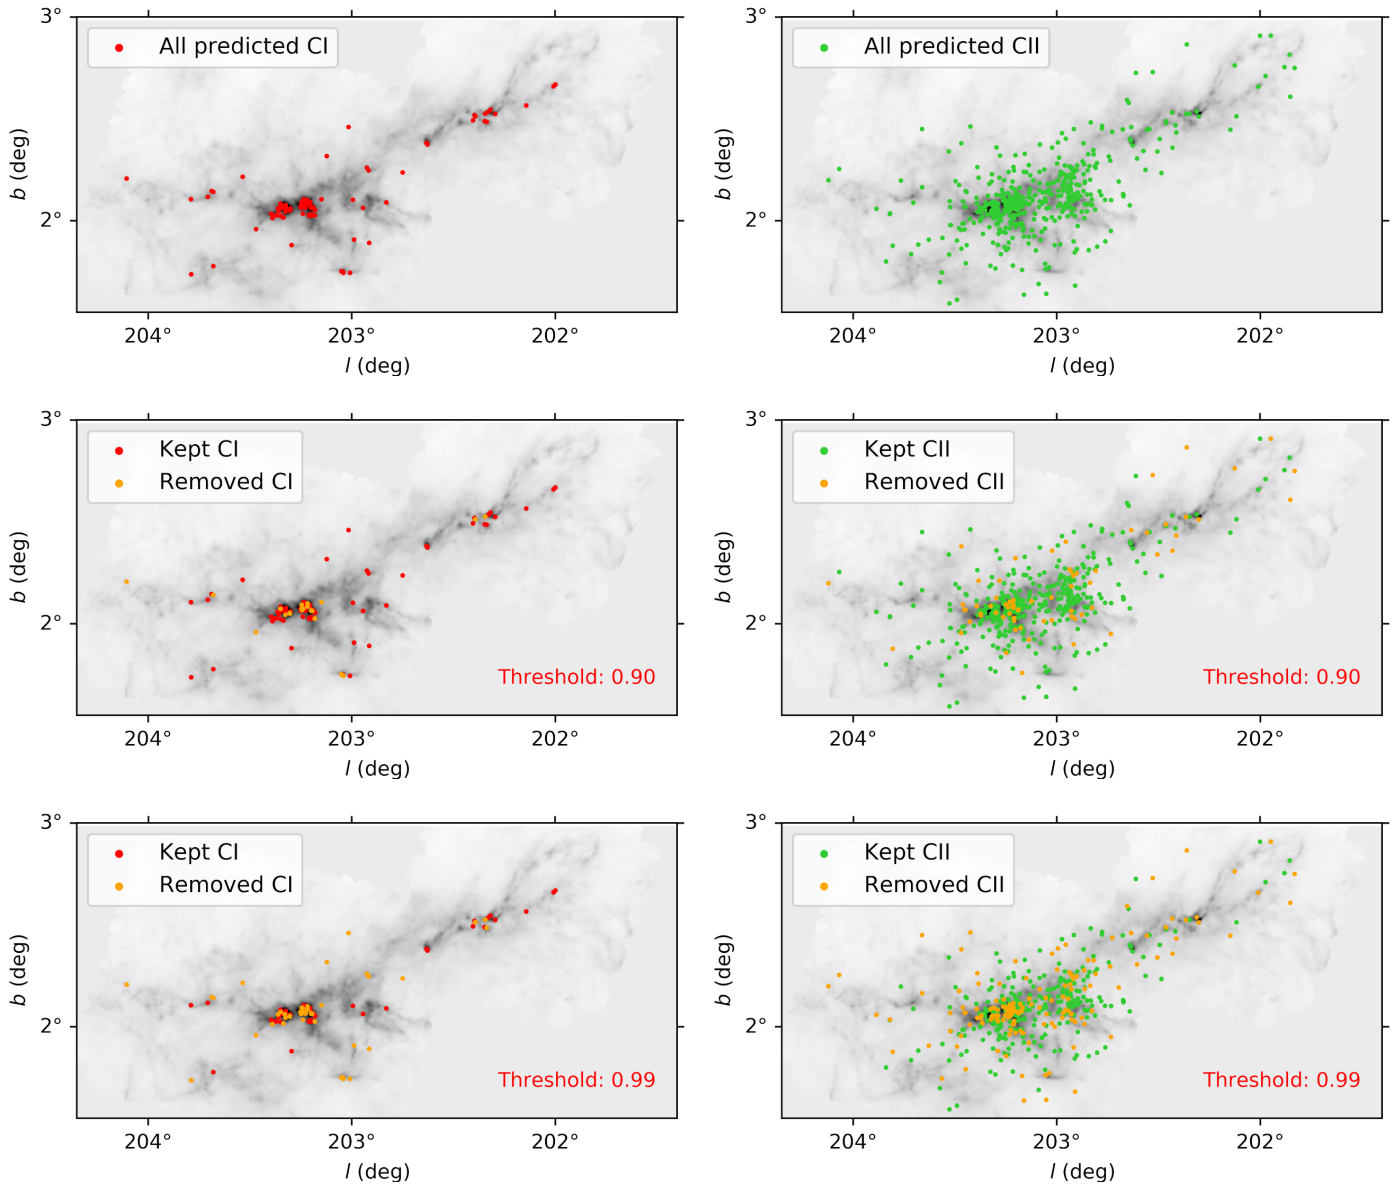 All predicted CI
3°
2°
b (deg)
204°
203°
202°
l (deg)
All predicted CII
3°
2°
b (deg)
204°
203°
202°
l (deg)
Kept CI
Removed CI
Threshold: 0.90
3°
2°
b (deg)
204°
203°
202°
l (deg)
Kept CII
Removed CII
Threshold: 0.90
3°
2°
b (deg)
204°
203°
202°
l (deg)
Kept CI
Removed CI
Threshold: 0.99
3°
2°
b (deg)
204°
203°
202°
l (deg)
Kept CII
Removed CII
Threshold: 0.99
3°
2°
b (deg)
204°
203°
202°
l (deg)